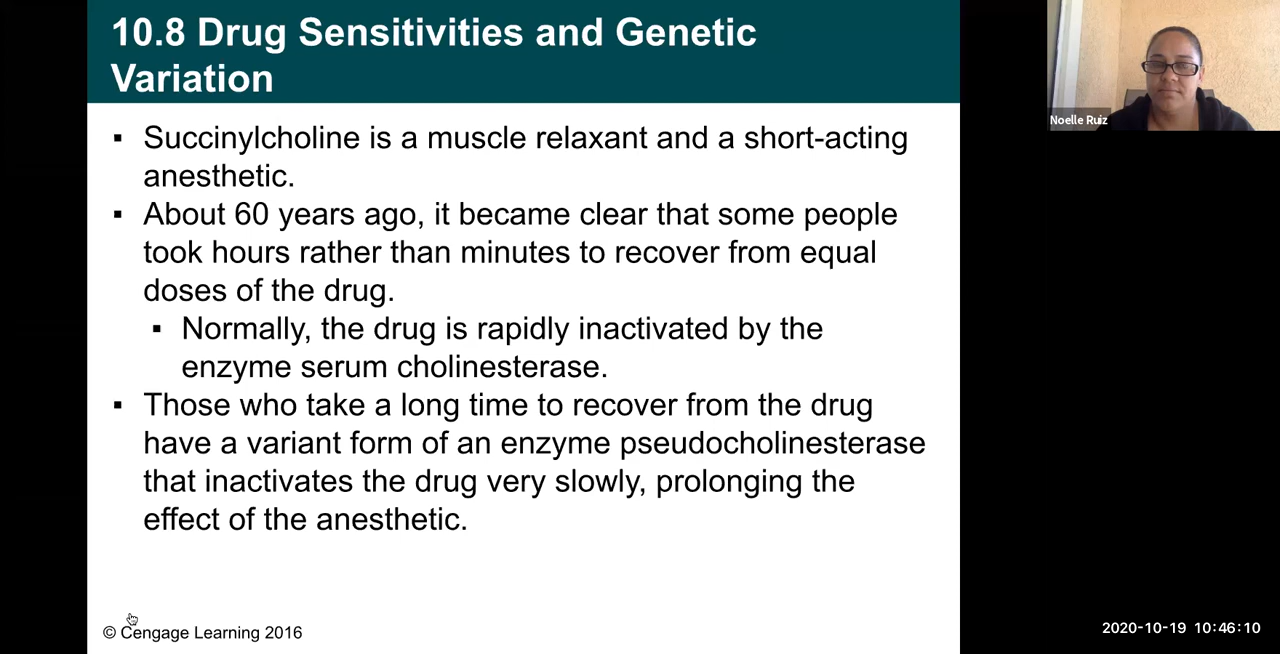 10.8 Drug Sensitivities and Genetic
Variation
▪ Succinylcholine is a muscle relaxant and a short-acting
anesthetic.
▪ About 60 years ago, it became clear that some people
took hours rather than minutes to recover from equal
doses of the drug.
▪ Normally, the drug is rapidly inactivated by the
enzyme serum cholinesterase.
▪ Those who take a long time to recover from the drug
have a variant form of an enzyme pseudocholinesterase
that inactivates the drug very slowly, prolonging the
effect of the anesthetic.
© Cengage Learning 2016
Noelle Ruiz
2020-10-19 10:46:10